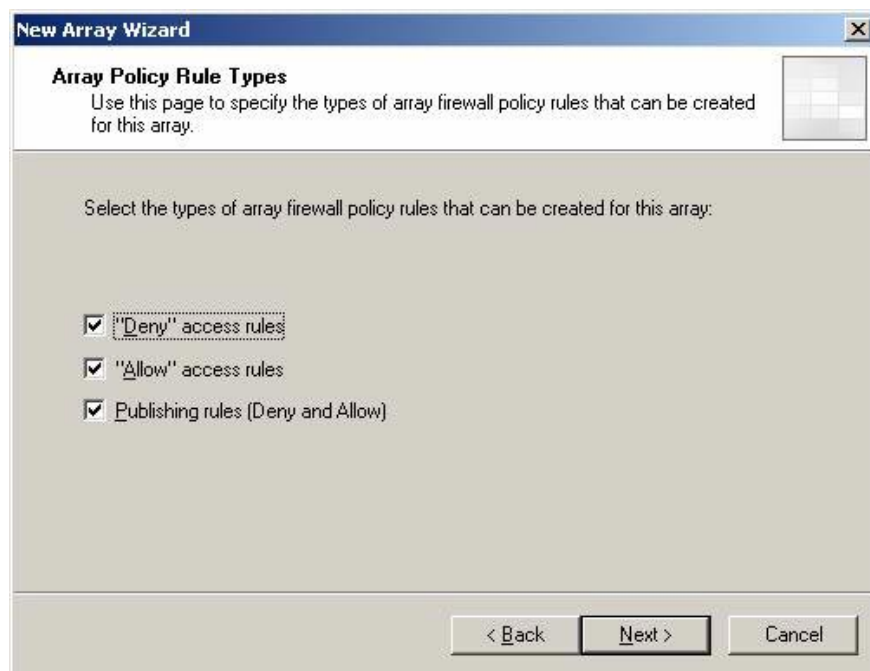 New Array Wizard
Array Policy Rule Types
Use this page to specify the types of array firewall policy rules that can be created
for this array.
Select the types of array firewall policy rules that can be created for this array:
"Deny" access rules
"Allow" access rules
Publishing rules (Deny and Allow)
< Back Next > Cancel